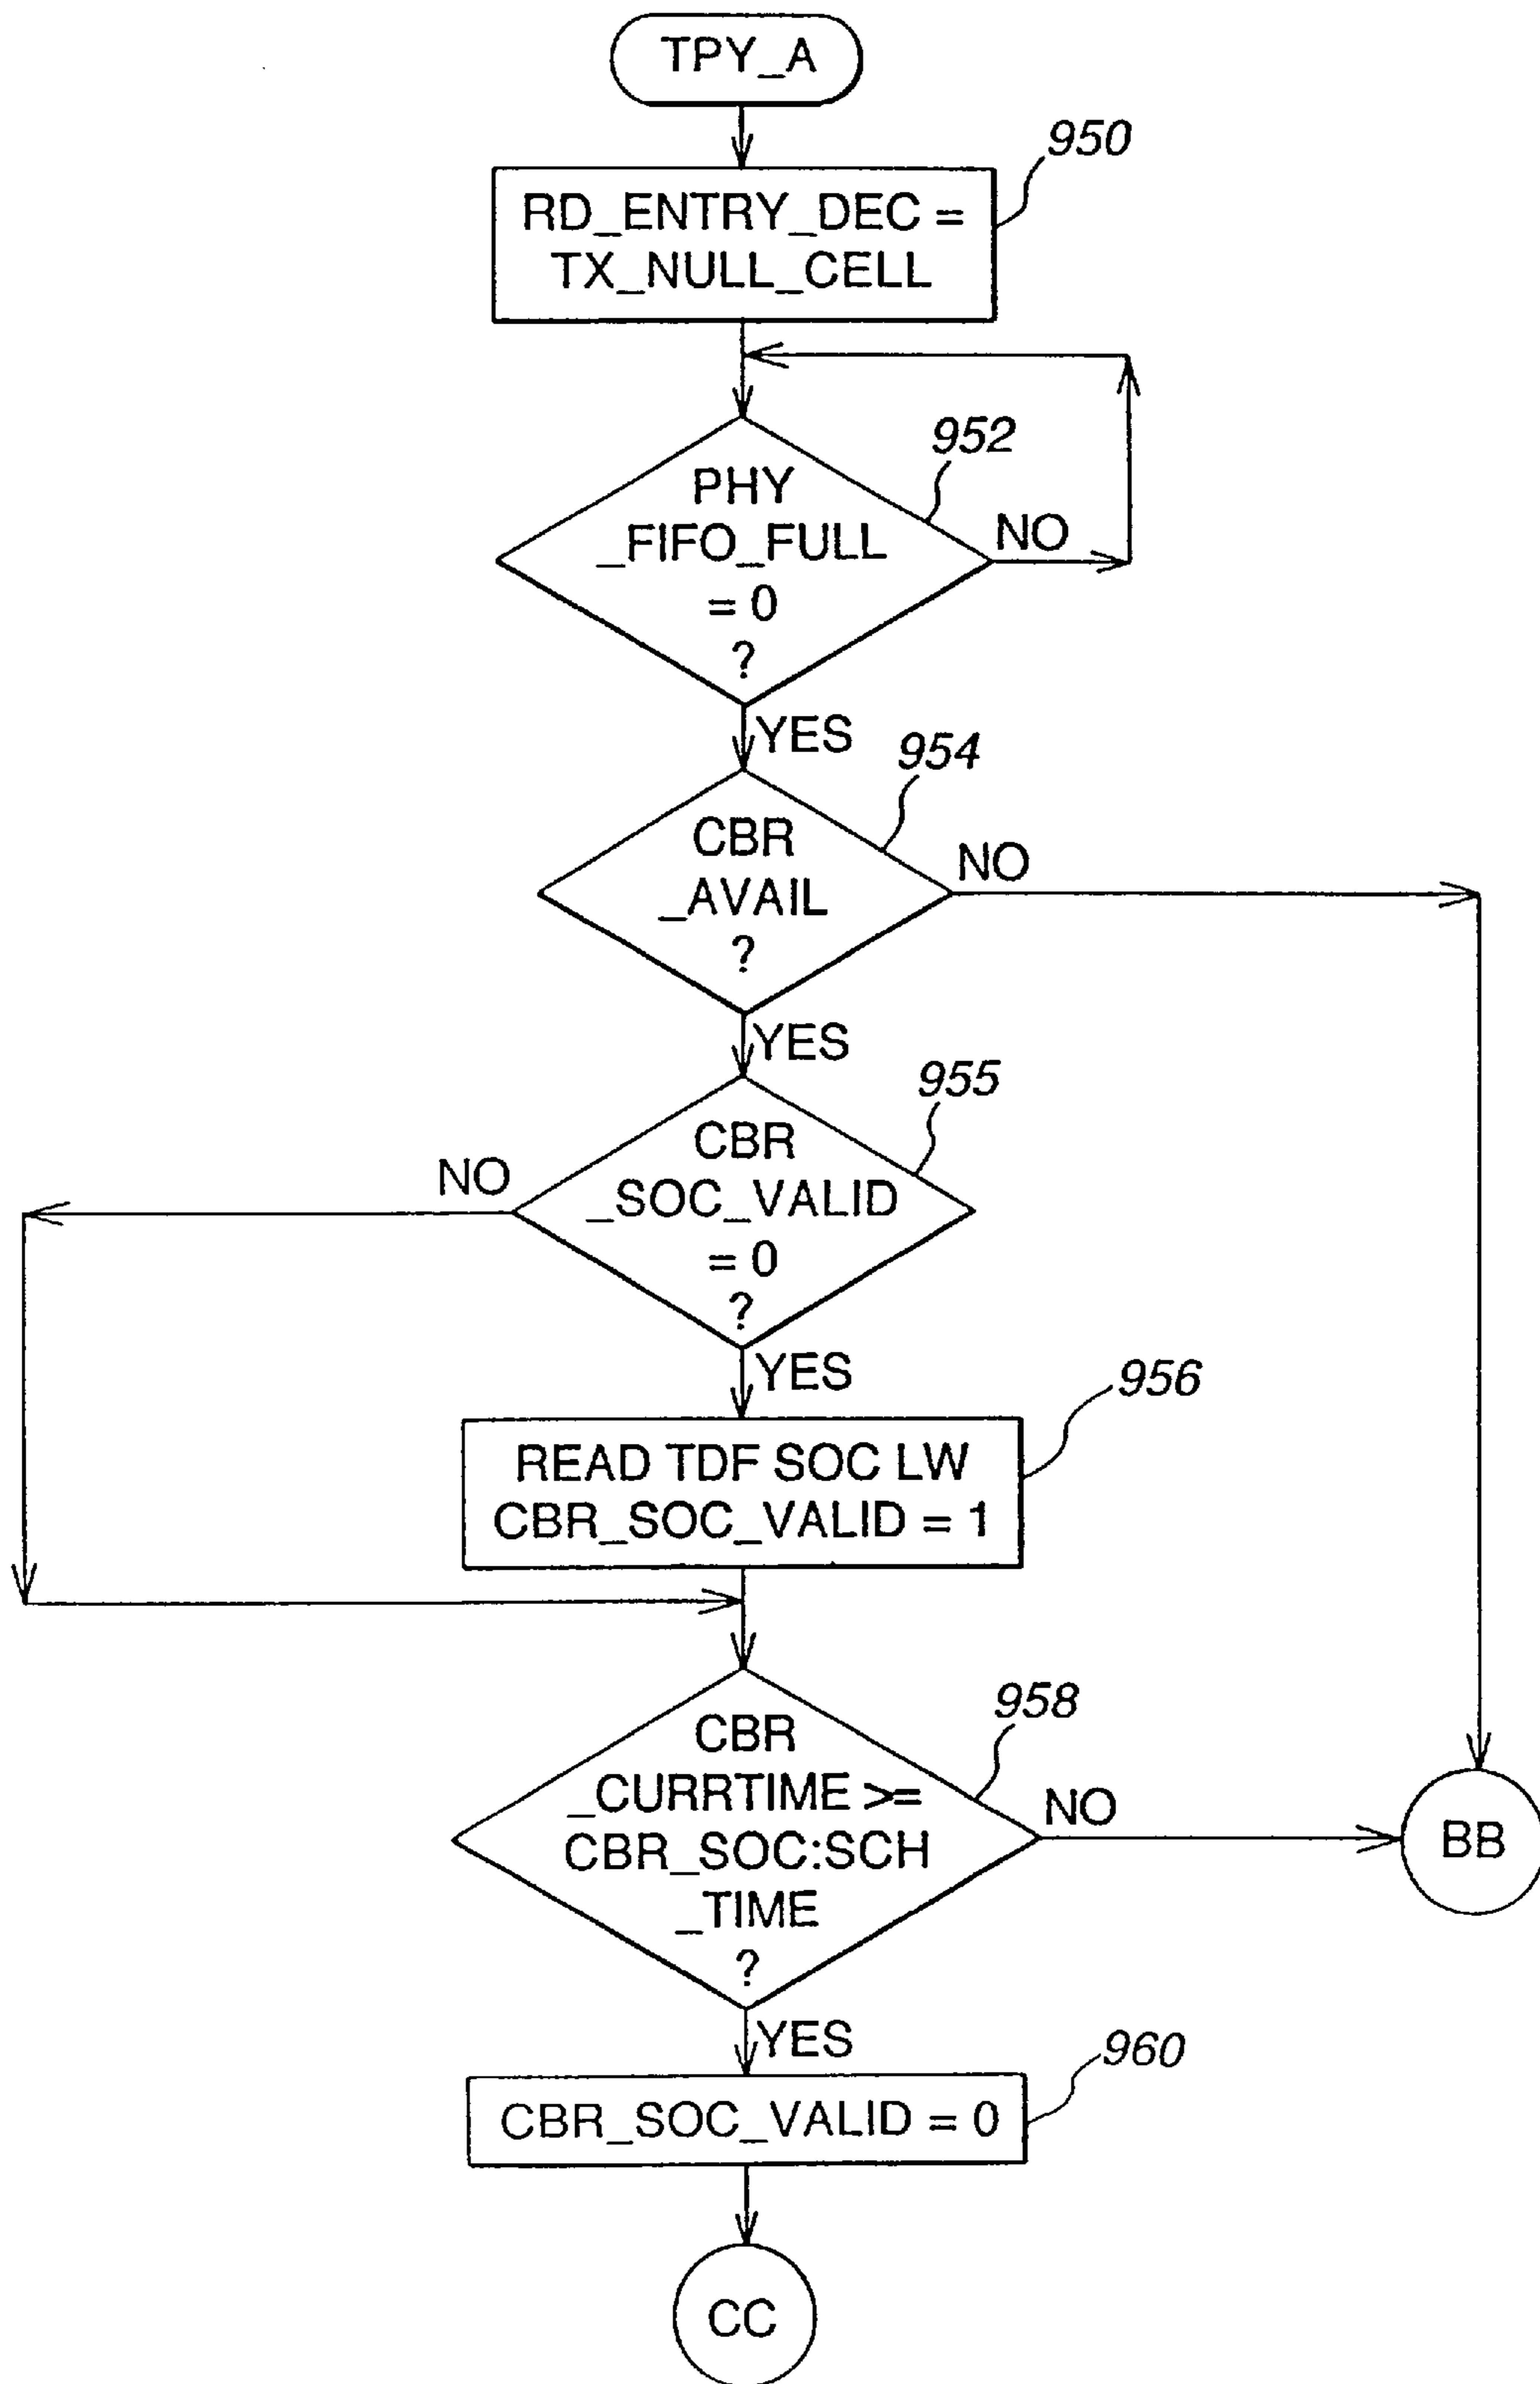 TPY_A
950
RD_ENTRY_DEC =
TX_NULL_CELL
952
PHY
_FIFO_FULL
= 0
?
NO
YES
954
CBR
_AVAIL
?
NO
YES
955
CBR
_SOC_VALID
= 0
?
NO
YES
956
READ TDF SOC LW
CBR_SOC_VALID = 1
958
CBR
_CURRTIME >=
CBR_SOC:SCH
_TIME
?
NO
BB
YES
960
CBR_SOC_VALID = 0
CC